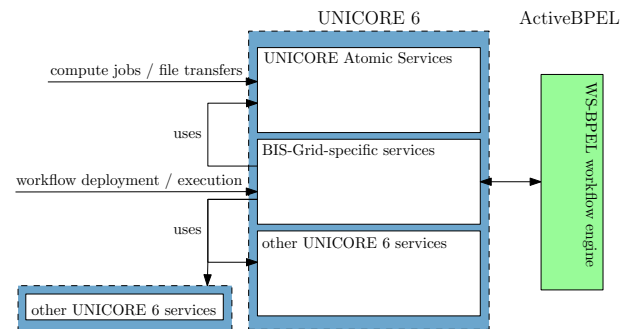 UNICORE 6
ActiveBPEL
UNICORE Atomic Services
compute jobs / file transfers
uses
BIS-Grid-specific services
WS-BPEL workflow engine
workflow deployment / execution
uses
other UNICORE 6 services
other UNICORE 6 services